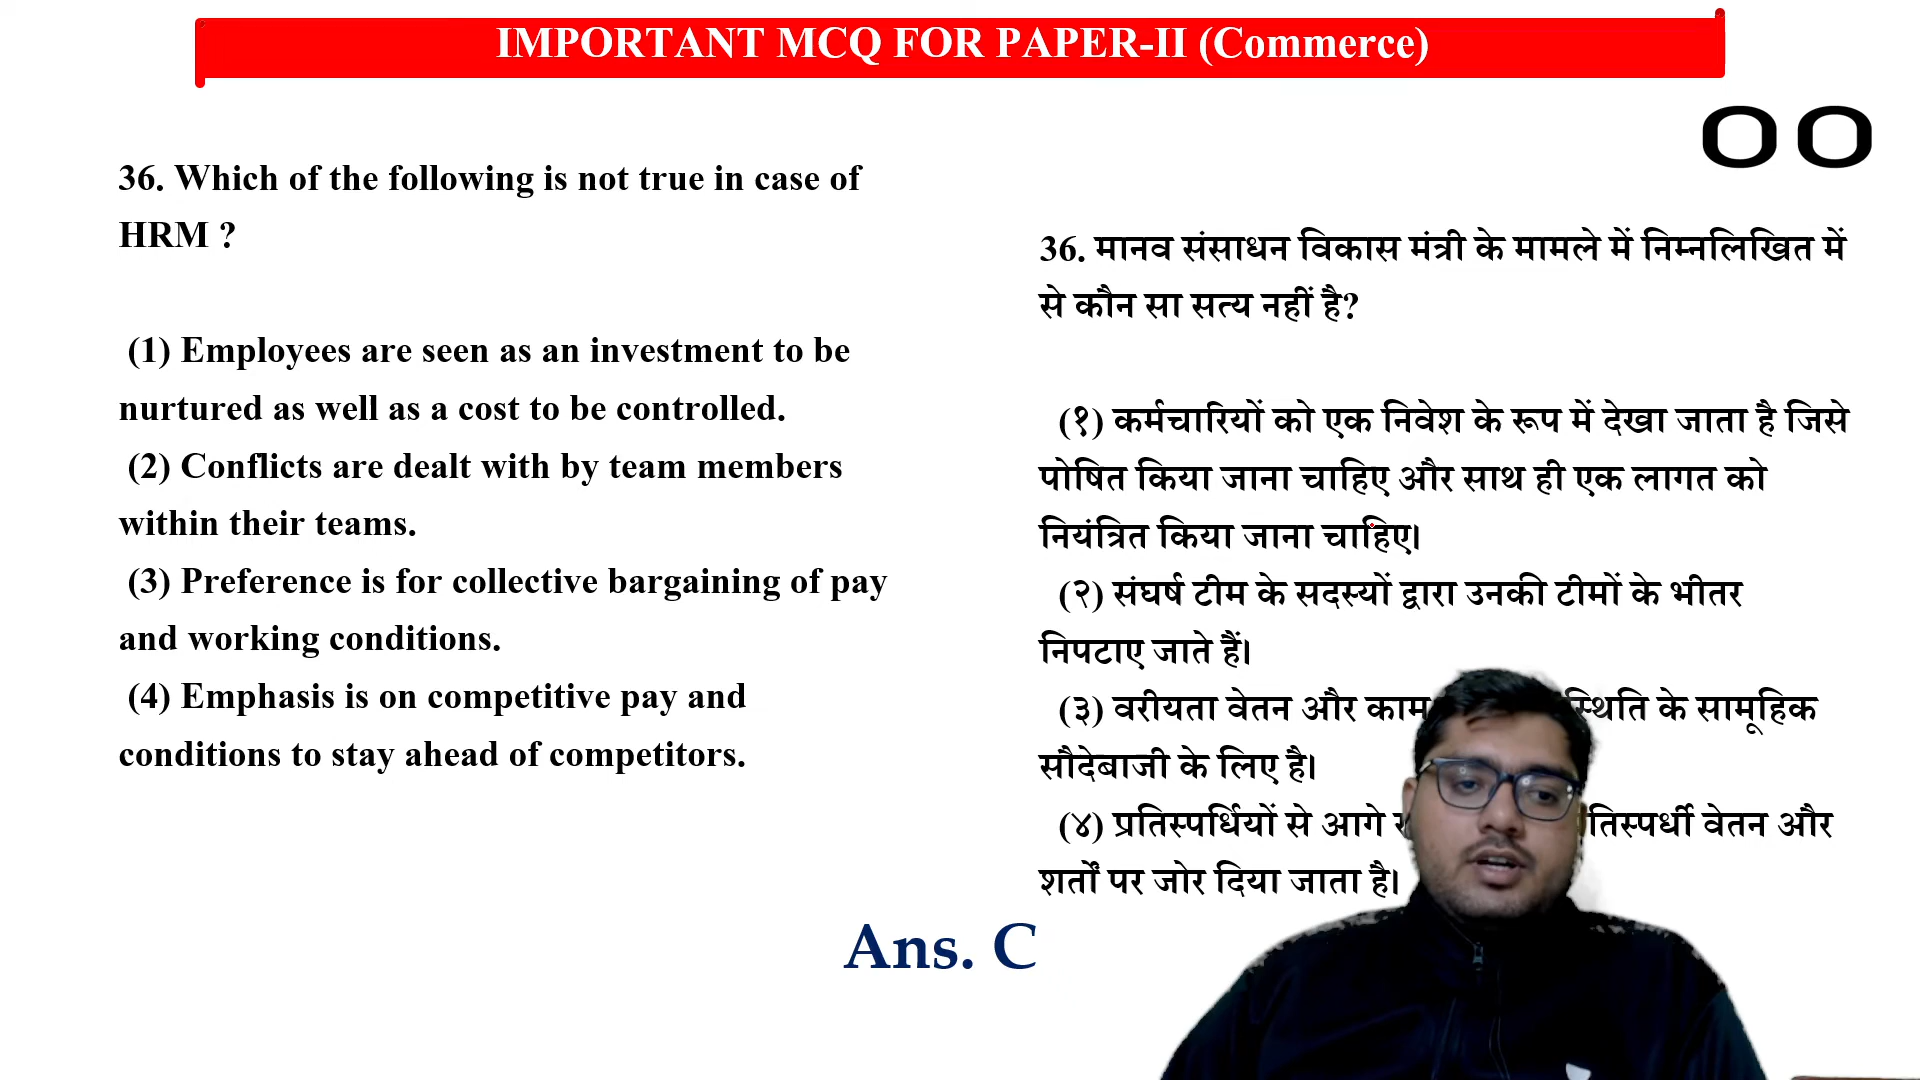 IMPORTANT MCQ FOR PAPER-II (Commerce)
00
36. Which of the following is not true in case of
HRM ?
(1) Employees are seen as an investment to be
nurtured as well as a cost to be controlled.
(2) Conflicts are dealt with by team members
within their teams.
(3) Preference is for collective bargaining of pay
and working conditions.
(4) Emphasis is on competitive pay and
conditions to stay ahead of competitors.
36. मानव संसाधन विकास मंत्री के मामले में निम्नलिखित में
से कौन सा सत्य नहीं है?
(१) कर्मचारियों को एक निवेश के रूप में देखा जाता है जिसे
पोषित किया जाना चाहिए और साथ ही एक लागत को
नियंत्रित किया जाना चाहिए।
(२) संघर्ष टीम के सदस्यों द्वारा उनकी टीमों के भीतर
निपटाए जाते हैं।
(३) वरीयता वेतन और काम स्थिति के सामूहिक
सौदेबाजी के लिए है।
(४) प्रतिस्पर्धियों से आगे वेतन और
शर्तों पर जोर दिया जाता है।
Ans. C